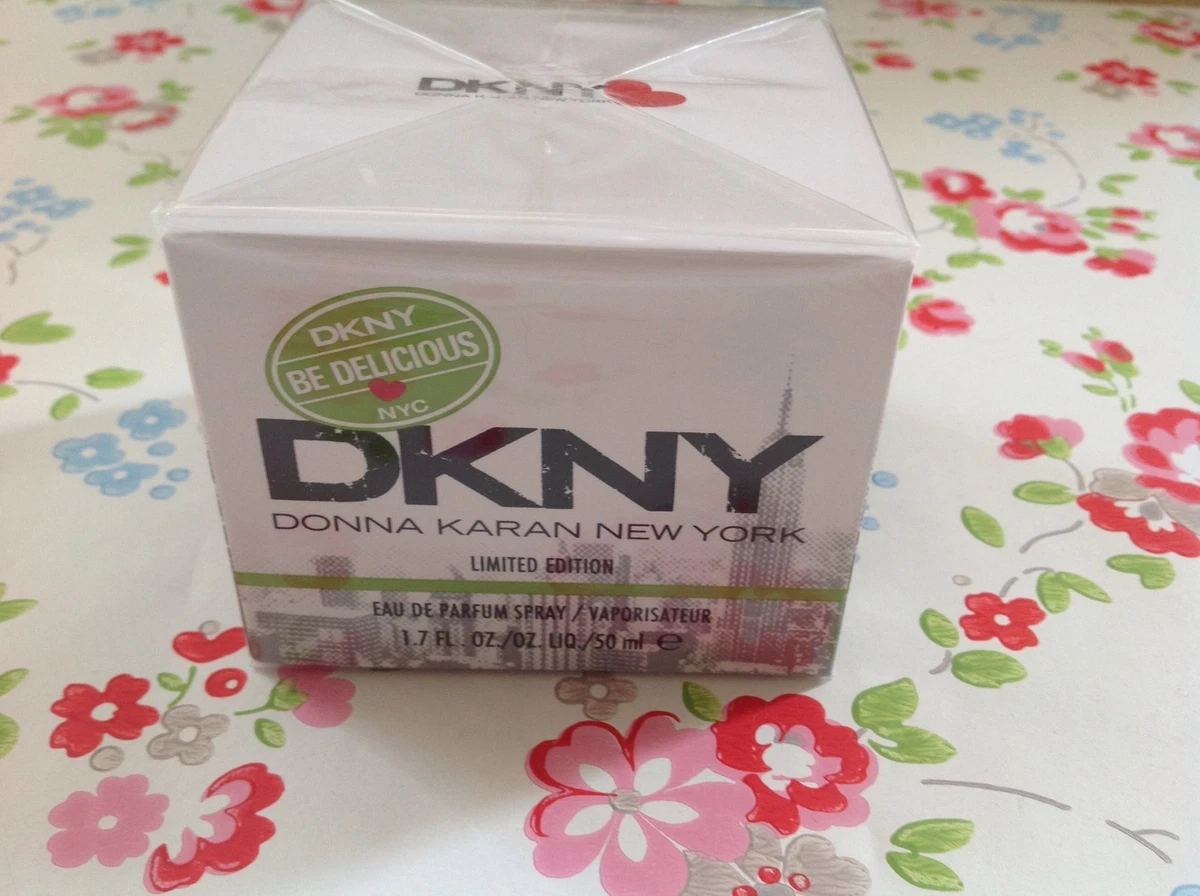 DKNY
DONNA KARAN NEW YORK
DKNY
BE DELICIOUS
NYC
DKNY
DONNA KARAN NEW YORK
LIMITED EDITION
EAU DE PARFUM SPRAY / VAPORISATEUR
1.7 FL. OZ./OZ. LIQ./50 ml ℮